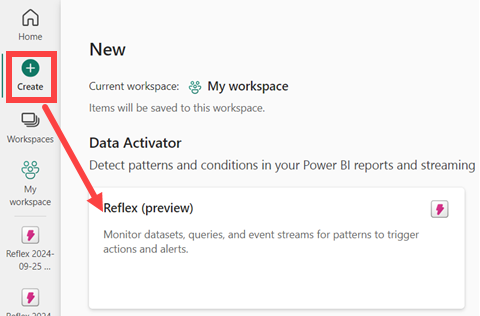 Home
Create
Workspaces
My
workspace
Reflex 2024-
09-25 ...
Reflex 2024
New
Current workspace: My workspace
Items will be saved to this workspace.
Data Activator
Detect patterns and conditions in your Power BI reports and streaming
Reflex (preview)
Monitor datasets, queries, and event streams for patterns to trigger
actions and alerts.